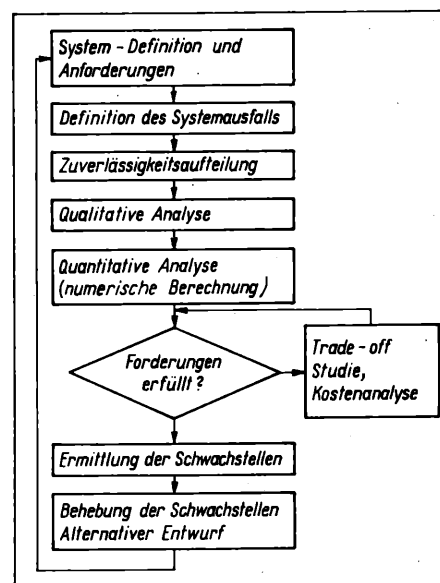 System - Definition und
Anforderungen
Definition des Systemausfalls
Zuverlässigkeitsaufteilung
Qualitative Analyse
Quantitative Analyse
(numerische Berechnung)
Forderungen
erfüllt?
Trade-off
Studie,
Kostenanalyse
Ermittlung der Schwachstellen
Behebung der Schwachstellen
Alternativer Entwurf